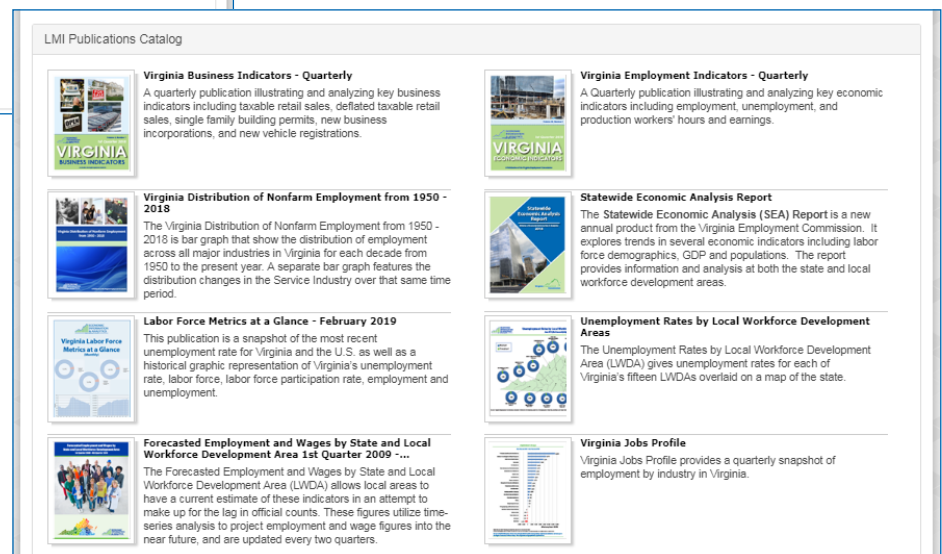 LMI Publications Catalog
Virginia Business Indicators - Quarterly
A quarterly publication illustrating and analyzing key business
indicators including taxable retail sales, deflated taxable retail
sales, single family building permits, new business
incorporations, and new vehicle registrations.
VIRGINIA
BUSINESS INDICATORS
Virginia Employment Indicators - Quarterly
A Quarterly publication illustrating and analyzing key economic
indicators including employment, unemployment, and
production workers' hours and earnings.
VIRGINIA
ECONOMIC INDICATORS
Virginia Distribution of Nonfarm Employment from 1950 -
2018
The Virginia Distribution of Nonfarm Employment from 1950 -
2018 is bar graph that show the distribution of employment
across all major industries in Virginia for each decade from
1950 to the present year. A separate bar graph features the
distribution changes in the Service Industry over that same time
period.
Statewide Economic Analysis Report
The Statewide Economic Analysis (SEA) Report is a new
annual product from the Virginia Employment Commission. It
explores trends in several economic indicators including labor
force demographics, GDP and populations. The report
provides information and analysis at both the state and local
workforce development areas.
Statewide
Economic Analysis
Report
Labor Force Metrics at a Glance - February 2019
This publication is a snapshot of the most recent
unemployment rate for Virginia and the U.S. as well as a
historical graphic representation of Virginia's unemployment
rate, labor force, labor force participation rate, employment and
unemployment.
Virginia Labor Force
Metrics at a Glance
Unemployment Rates by Local Workforce Development
Areas
The Unemployment Rates by Local Workforce Development
Area (LWDA) gives unemployment rates for each of
Virginia's fifteen LWDAs overlaid on a map of the state.
Forecasted Employment and Wages by State and Local
Workforce Development Area 1st Quarter 2009 -...
The Forecasted Employment and Wages by State and Local
Workforce Development Area (LWDA) allows local areas to
have a current estimate of these indicators in an attempt to
make up for the lag in official counts. These figures utilize time-
series analysis to project employment and wage figures into the
near future, and are updated every two quarters.
Virginia Jobs Profile
Virginia Jobs Profile provides a quarterly snapshot of
employment by industry in Virginia.